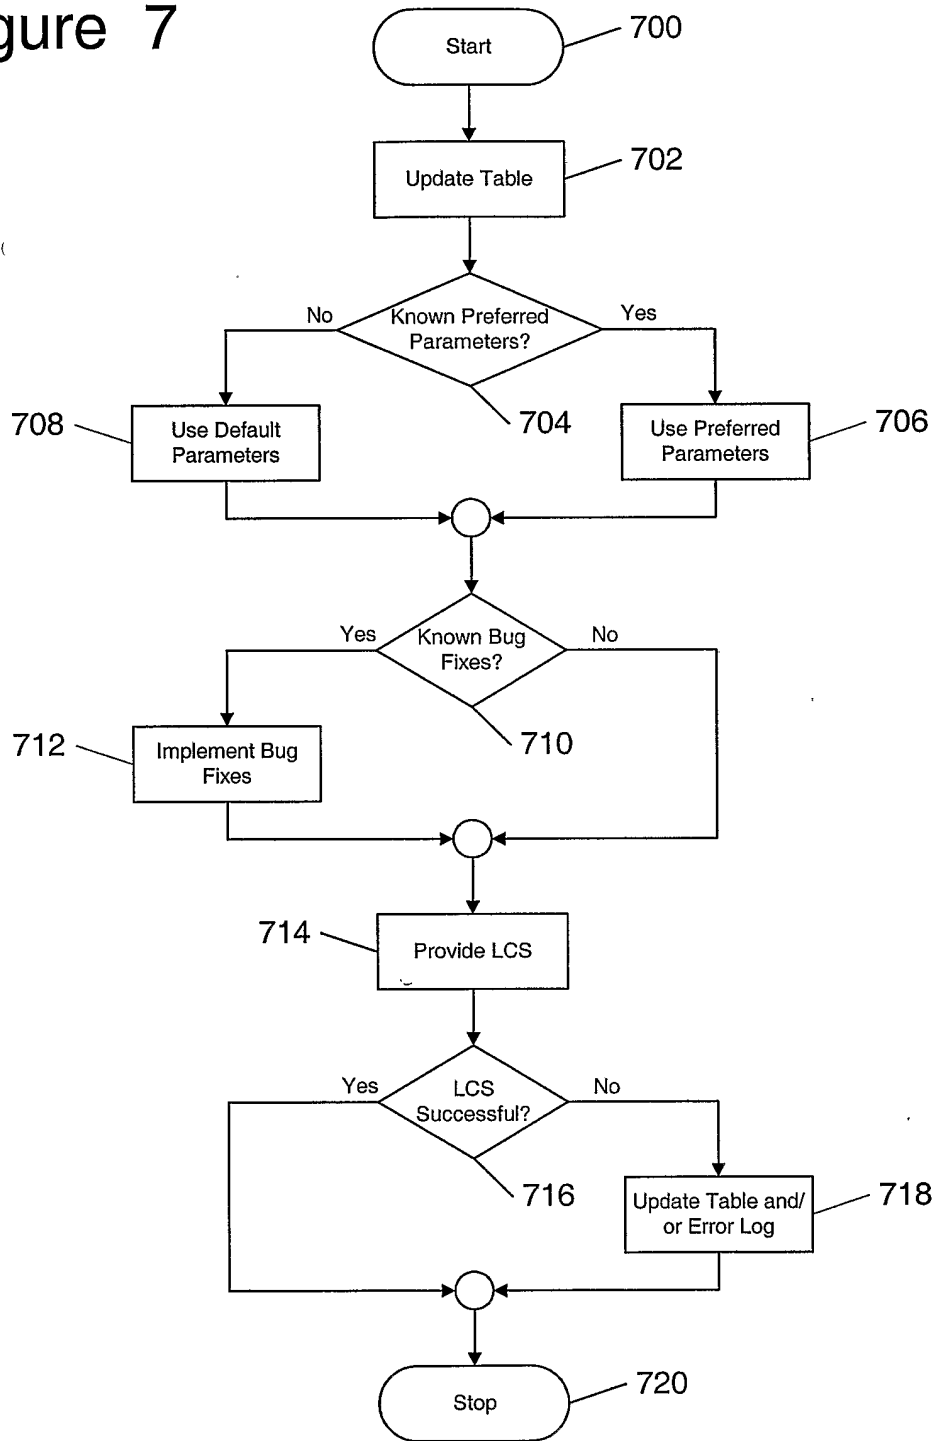 gure 7
Start
700
Update Table
702
No
Known Preferred
Parameters?
Yes
704
708
Use Default
Parameters
Use Preferred
Parameters
706
Yes
Known Bug
Fixes?
No
710
712
Implement Bug
Fixes
714
Provide LCS
Yes
LCS
Successful?
No
716
Update Table and/
or Error Log
718
Stop
720